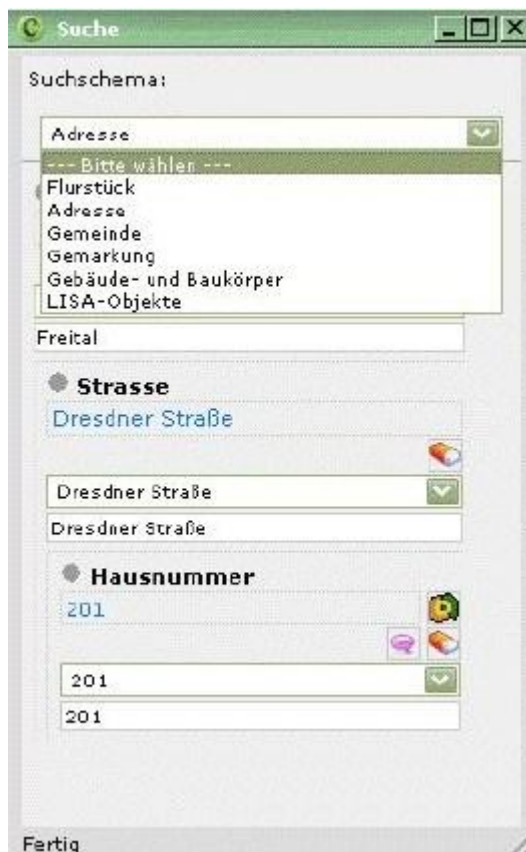 Suche
Suchschema:
Adresse
--- Bitte wählen ---
Flurstück
Adresse
Gemeinde
Gemarkung
Gebäude- und Baukörper
LISA-Objekte
Freital
Strasse
Dresdner Straße
Dresdner Straße
Dresdner Straße
Hausnummer
201
201
201
Fertig